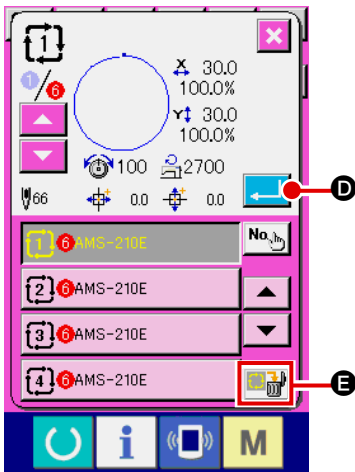 1
1/6
X 30.0
100.0%
Y 30.0
100.0%
100 2700
66 0.0 0.0
D
1 6 AMS-210E
No.
2 6 AMS-210E
3 6 AMS-210E
4 6 AMS-210E
E
i M